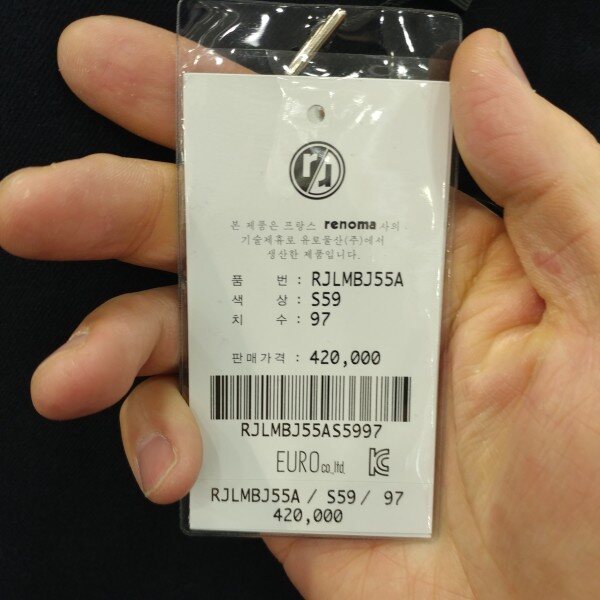 rj
본 제품은 프랑스 renoma 사의
기술제휴로 유로물산(주)에서
생산한 제품입니다.
품 번 : RJLMBJ55A
색 상 : S59
치 수 : 97
판매가격 : 420,000
RJLMBJ55AS5997
EURO co.,ltd. KC
RJLMBJ55A / S59 / 97
420,000